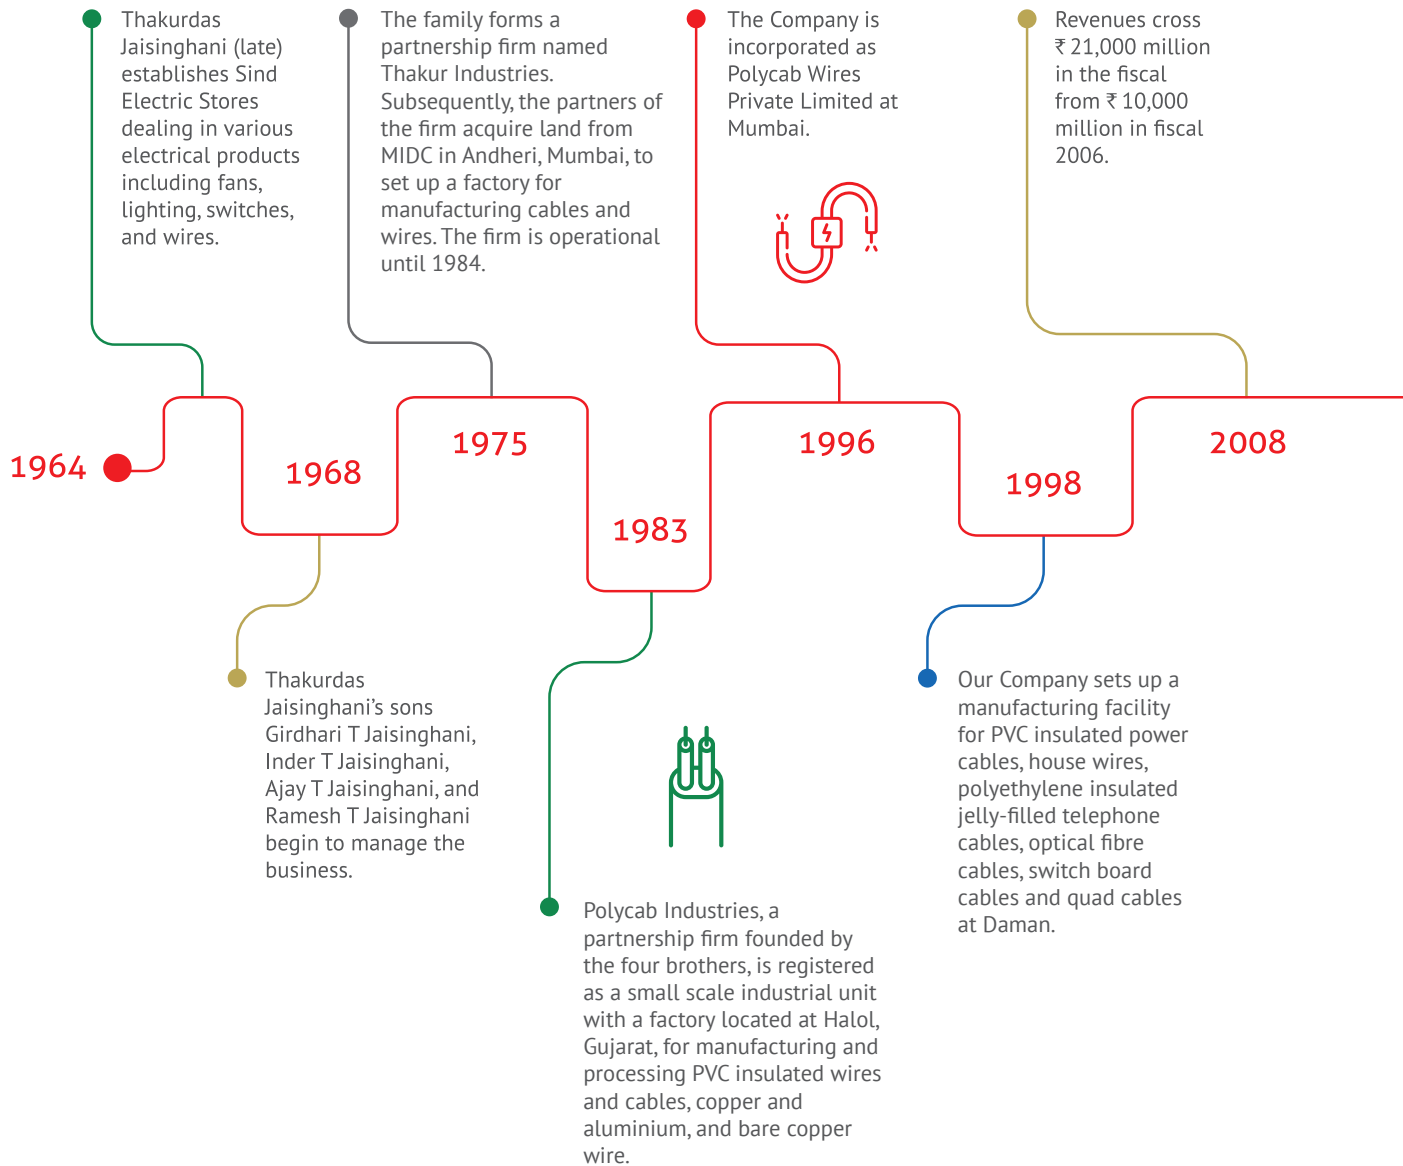 Thakurdas
Jaisinghani (late)
establishes Sind
Electric Stores
dealing in various
electrical products
including fans,
lighting, switches,
and wires.
The family forms a
partnership firm named
Thakur Industries.
Subsequently, the partners of
the firm acquire land from
MIDC in Andheri, Mumbai, to
set up a factory for
manufacturing cables and
wires. The firm is operational
until 1984.
The Company is
incorporated as
Polycab Wires
Private Limited at
Mumbai.
Revenues cross
₹ 21,000 million
in the fiscal
from ₹ 10,000
million in fiscal
2006.
1964
1968
1975
1983
1996
1998
2008
Thakurdas
Jaisinghani’s sons
Girdhari T Jaisinghani,
Inder T Jaisinghani,
Ajay T Jaisinghani, and
Ramesh T Jaisinghani
begin to manage the
business.
Polycab Industries, a
partnership firm founded by
the four brothers, is registered
as a small scale industrial unit
with a factory located at Halol,
Gujarat, for manufacturing and
processing PVC insulated wires
and cables, copper and
aluminium, and bare copper
wire.
Our Company sets up a
manufacturing facility
for PVC insulated power
cables, house wires,
polyethylene insulated
jelly-filled telephone
cables, optical fibre
cables, switch board
cables and quad cables
at Daman.